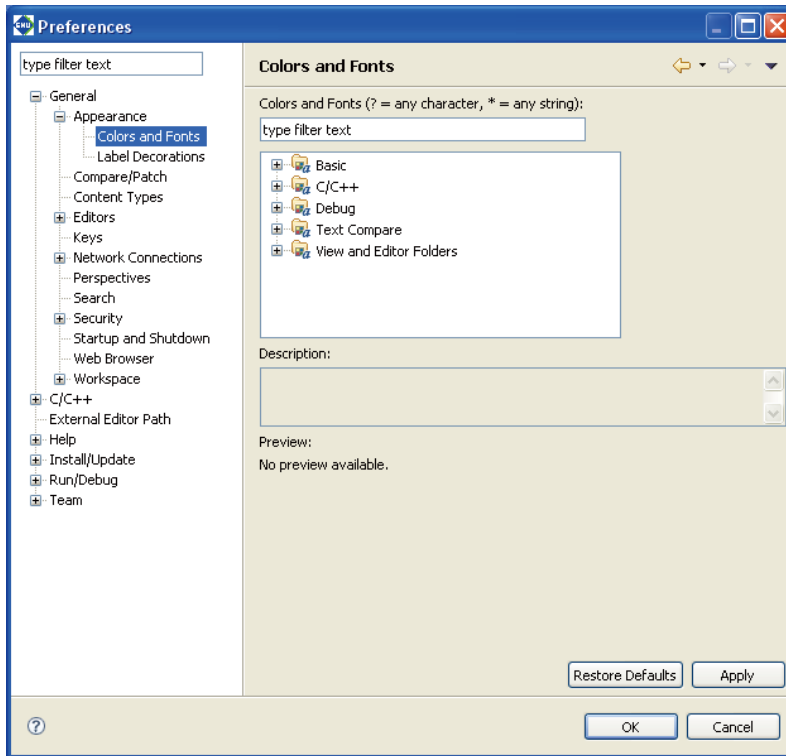 EMU Preferences
type filter text
General
Appearance
Colors and Fonts
Label Decorations
Compare/Patch
Content Types
Editors
Keys
Network Connections
Perspectives
Search
Security
Startup and Shutdown
Web Browser
Workspace
C/C++
External Editor Path
Help
Install/Update
Run/Debug
Team
Colors and Fonts
Colors and Fonts (? = any character, * = any string):
type filter text
a Basic
a C/C++
a Debug
a Text Compare
a View and Editor Folders
Description:
Preview:
No preview available.
Restore Defaults Apply
? OK Cancel